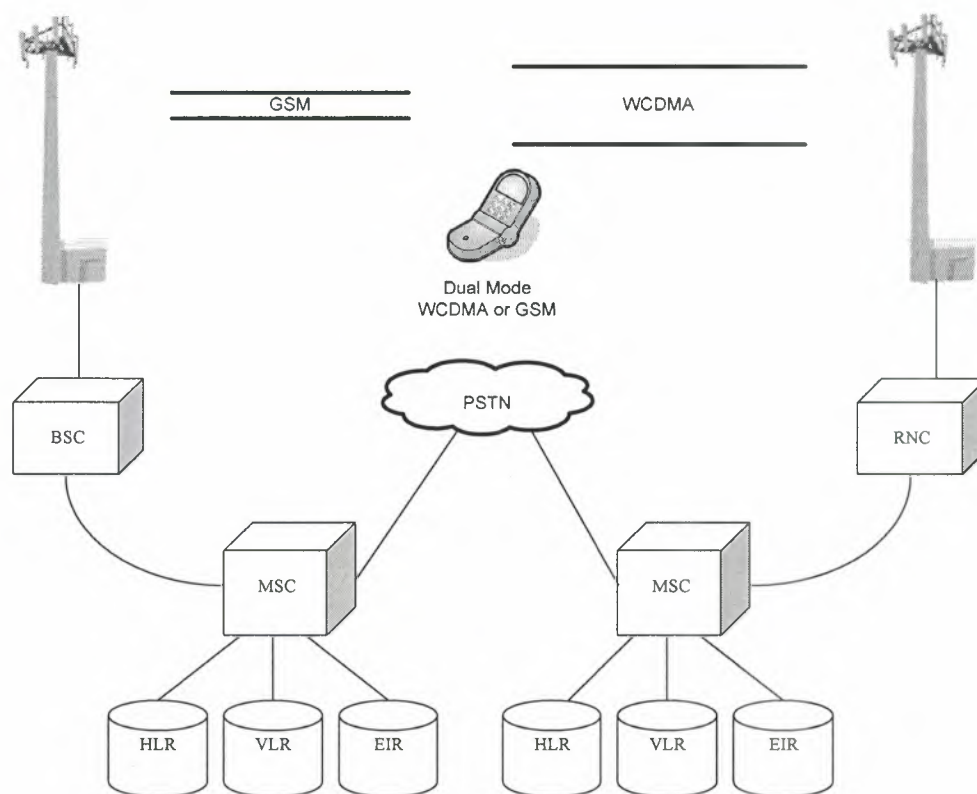 GSM
WCDMA
Dual Mode
WCDMA or GSM
PSTN
BSC
RNC
MSC
MSC
HLR
VLR
EIR
HLR
VLR
EIR